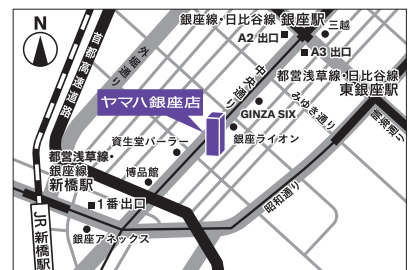 N
銀座線・日比谷線 銀座駅
三越
A2 出口
A3 出口
首都高速道路
外堀通り
中央通り
都営浅草線・日比谷線
東銀座駅
ヤマハ銀座店
みゆき通り
GINZA SIX
銀座ライオン
資生堂パーラー
都営浅草線・
銀座線
新橋駅
博品館
1番出口
昭和通り
銀座アネックス
JR新橋駅